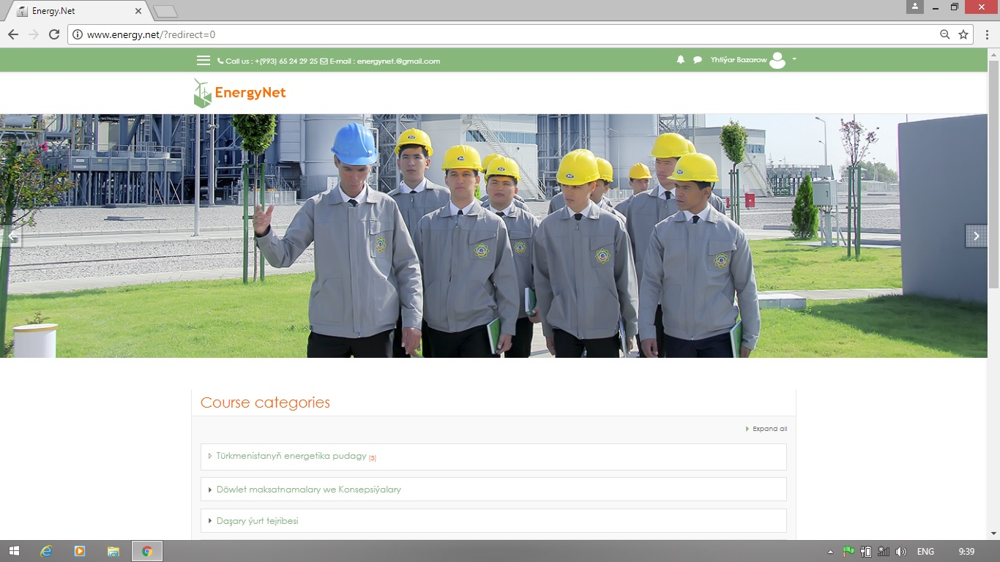 Energy.Net
www.energy.net/?redirect=0
Call us : +(993) 65 24 29 25 E-mail : energynet.@gmail.com
Yhtiýar Bazarow
EnergyNet
Course categories
Expand all
Türkmenistanyň energetika pudagy (3)
Döwlet maksatnamalary we Konsepsiýalary
Daşary ýurt tejribesi
ENG
9:39